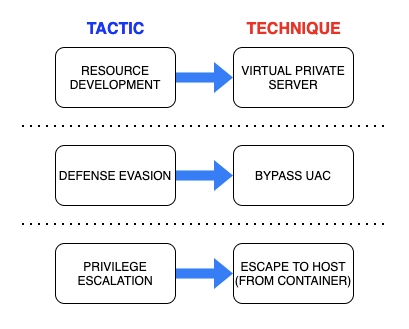 TACTIC
TECHNIQUE
RESOURCE
DEVELOPMENT
VIRTUAL PRIVATE
SERVER
DEFENSE EVASION
BYPASS UAC
PRIVILEGE
ESCALATION
ESCAPE TO HOST
(FROM CONTAINER)